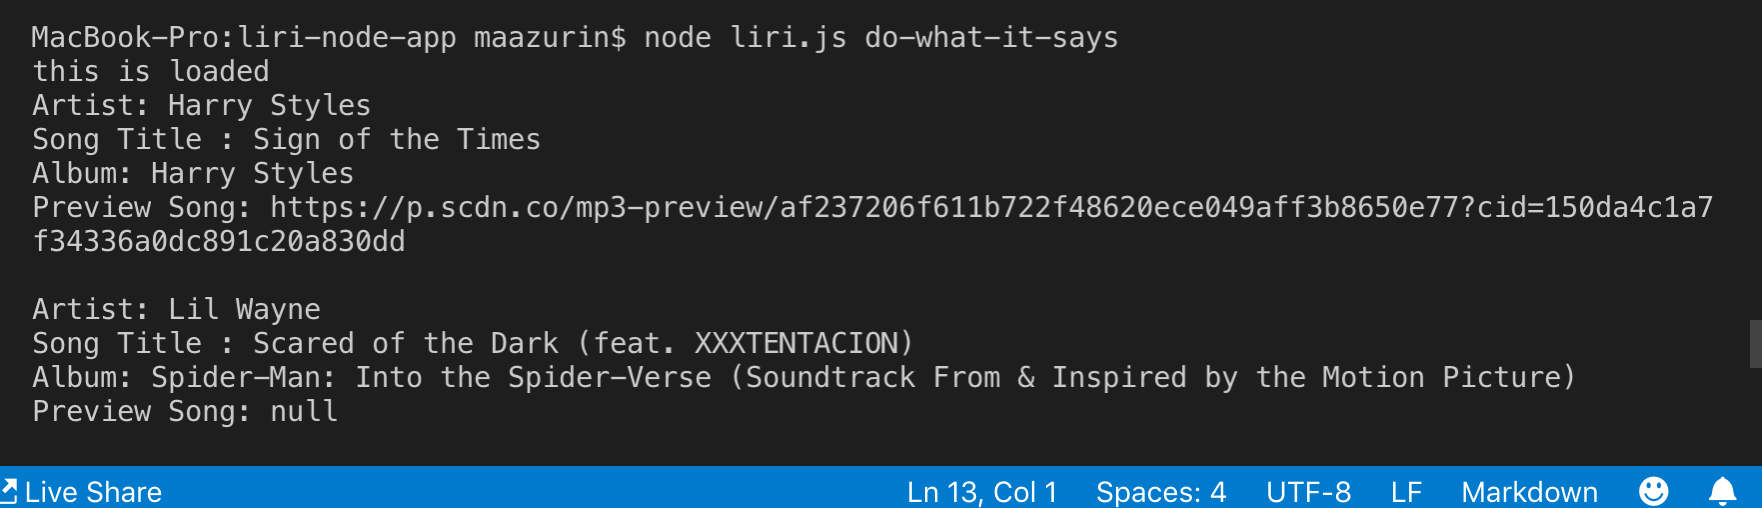 MacBook-Pro:liri-node-app maazurin$ node liri.js do-what-it-says
this is loaded
Artist: Harry Styles
Song Title : Sign of the Times
Album: Harry Styles
Preview Song: https://p.scdn.co/mp3-preview/af237206f611b722f48620ece049aff3b8650e77?cid=150da4c1a7
f34336a0dc891c20a830dd

Artist: Lil Wayne
Song Title : Scared of the Dark (feat. XXXTENTACION)
Album: Spider-Man: Into the Spider-Verse (Soundtrack From & Inspired by the Motion Picture)
Preview Song: null
Live Share Ln 13, Col 1 Spaces: 4 UTF-8 LF Markdown